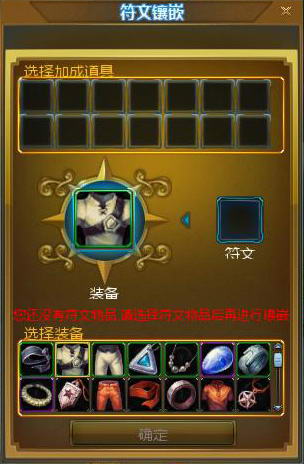 符文镶嵌
选择加成道具
符文
装备
您还没有符文物品,请选择符文物品后再进行镶嵌
选择装备
确定